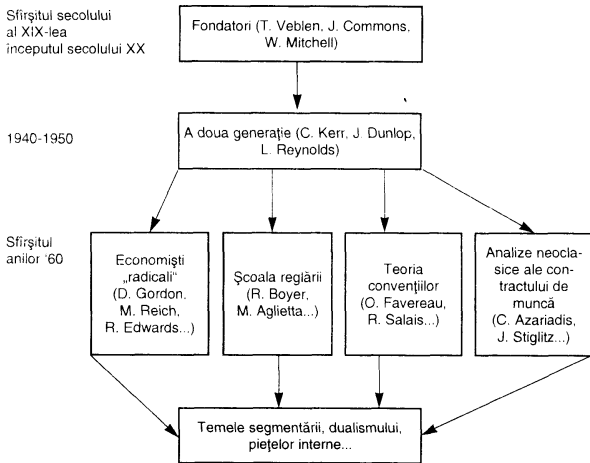 Sfîrşitul secolului
al XIX-lea
începutul secolului XX
Fondatori (T. Veblen, J. Commons,
W. Mitchell)
1940-1950
A doua generaţie (C. Kerr, J. Dunlop,
L. Reynolds)
Sfîrşitul
anilor '60
Economişti
„radicali”
(D. Gordon,
M. Reich,
R. Edwards...)
Şcoala reglării
(R. Boyer,
M. Aglietta...)
Teoria
convenţiilor
(O. Favereau,
R. Salais...)
Analize neocla-
sice ale con-
tractului de
muncă
(C. Azariadis,
J. Stiglitz...)
Temele segmentării, dualismului,
pieţelor interne...